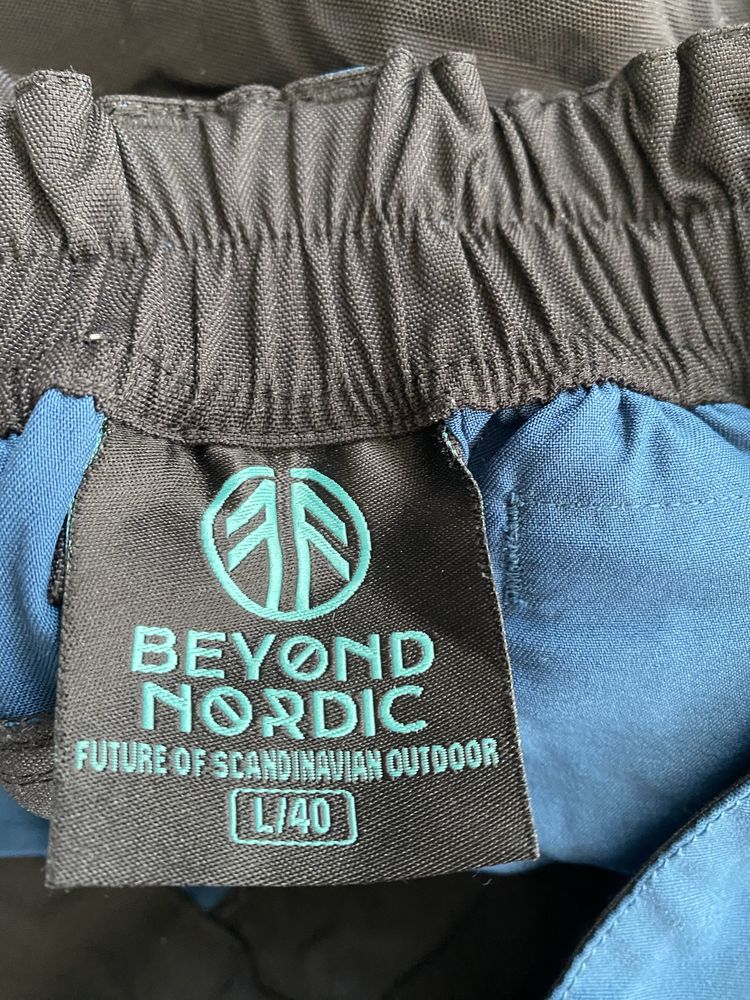 BEYØND
NØRDIC
FUTURE OF SCANDINAVIAN OUTDOOR
L/40